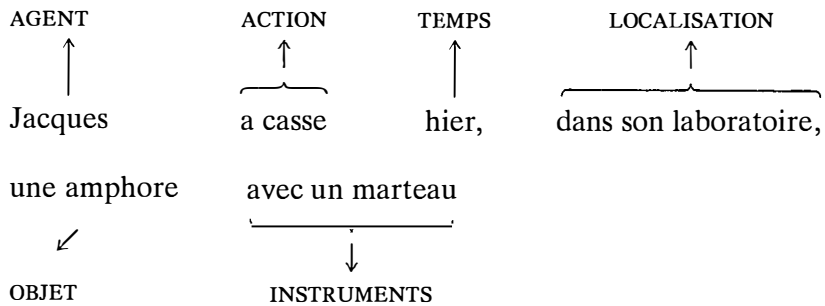 AGENT ACTION TEMPS LOCALISATION
Jacques a casse hier, dans son laboratoire,
une amphore avec un marteau
OBJET INSTRUMENTS